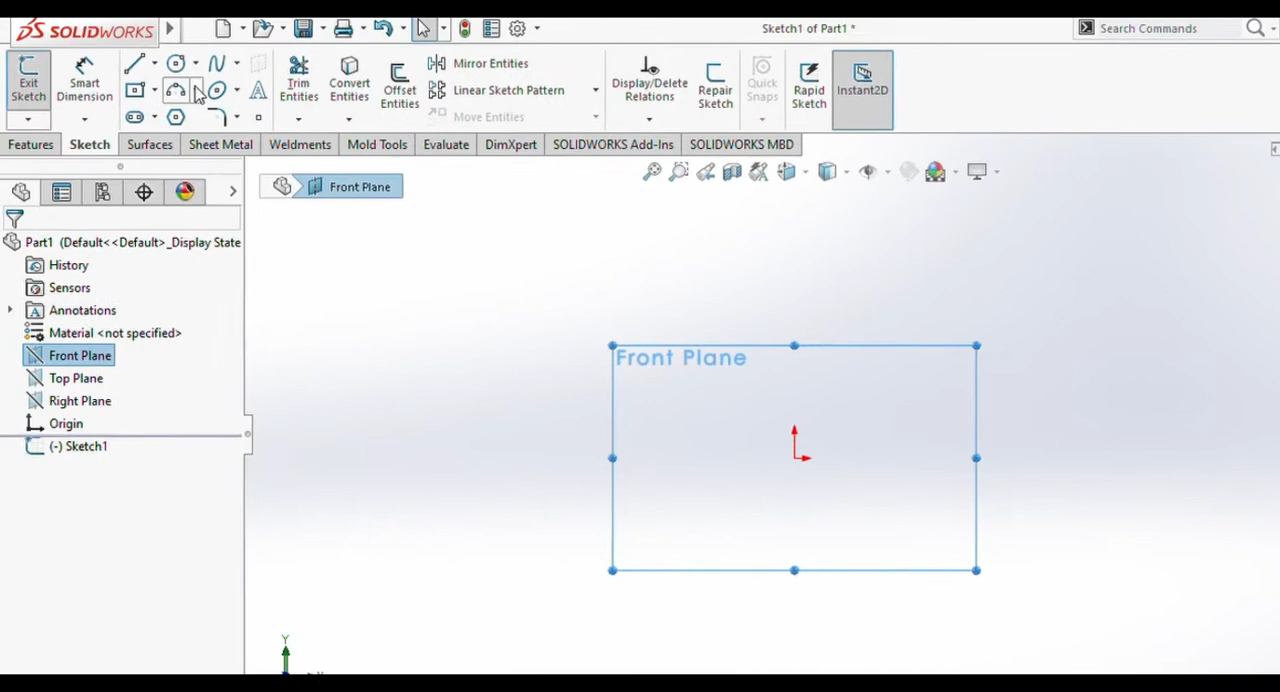 SOLIDWORKS
Sketch1 of Part1 *
Search Commands
Exit
Sketch
Smart
Dimension
Trim
Entities
Convert
Entities
Offset
Entities
Mirror Entities
Linear Sketch Pattern
Move Entities
Display/Delete
Relations
Repair
Sketch
Quick
Snaps
Rapid
Sketch
Instant2D
Features
Sketch
Surfaces
Sheet Metal
Weldments
Mold Tools
Evaluate
DimXpert
SOLIDWORKS Add-Ins
SOLIDWORKS MBD
Front Plane
Part1 (Default<<Default>_Display State
History
Sensors
Annotations
Material <not specified>
Front Plane
Top Plane
Right Plane
Origin
(-) Sketch1
Front Plane
Y